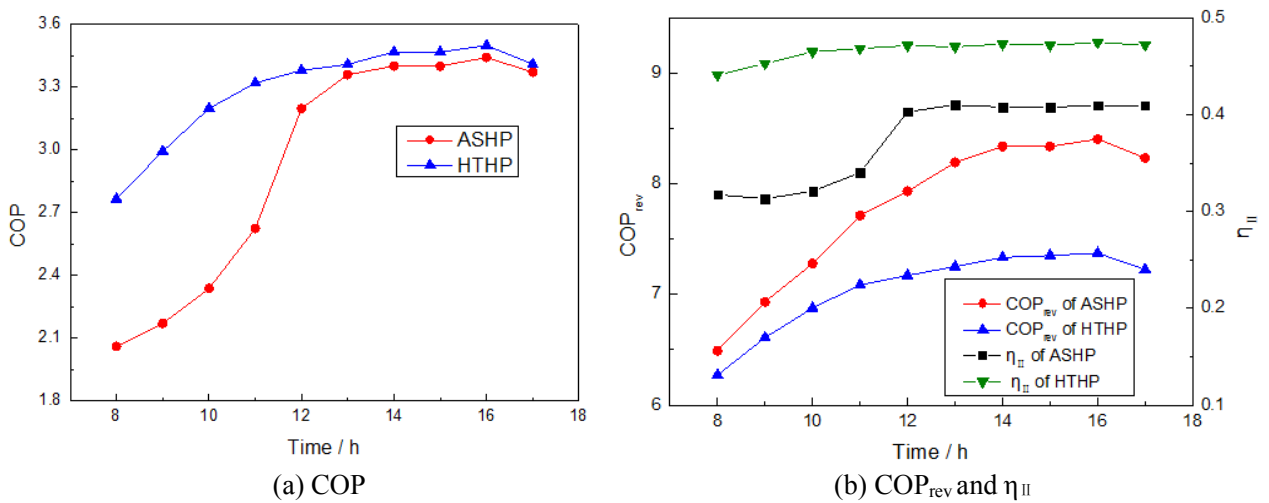 3.6
3.3
3.0
2.7
2.4
2.1
1.8
COP
ASHP
HTHP
8
10
12
14
16
18
Time / h
(a) COP
9
8
7
6
COPrev
0.5
0.4
0.3
0.2
0.1
ηII
COPrev of ASHP
COPrev of HTHP
ηII of ASHP
ηII of HTHP
8
10
12
14
16
18
Time / h
(b) COPrev and ηII